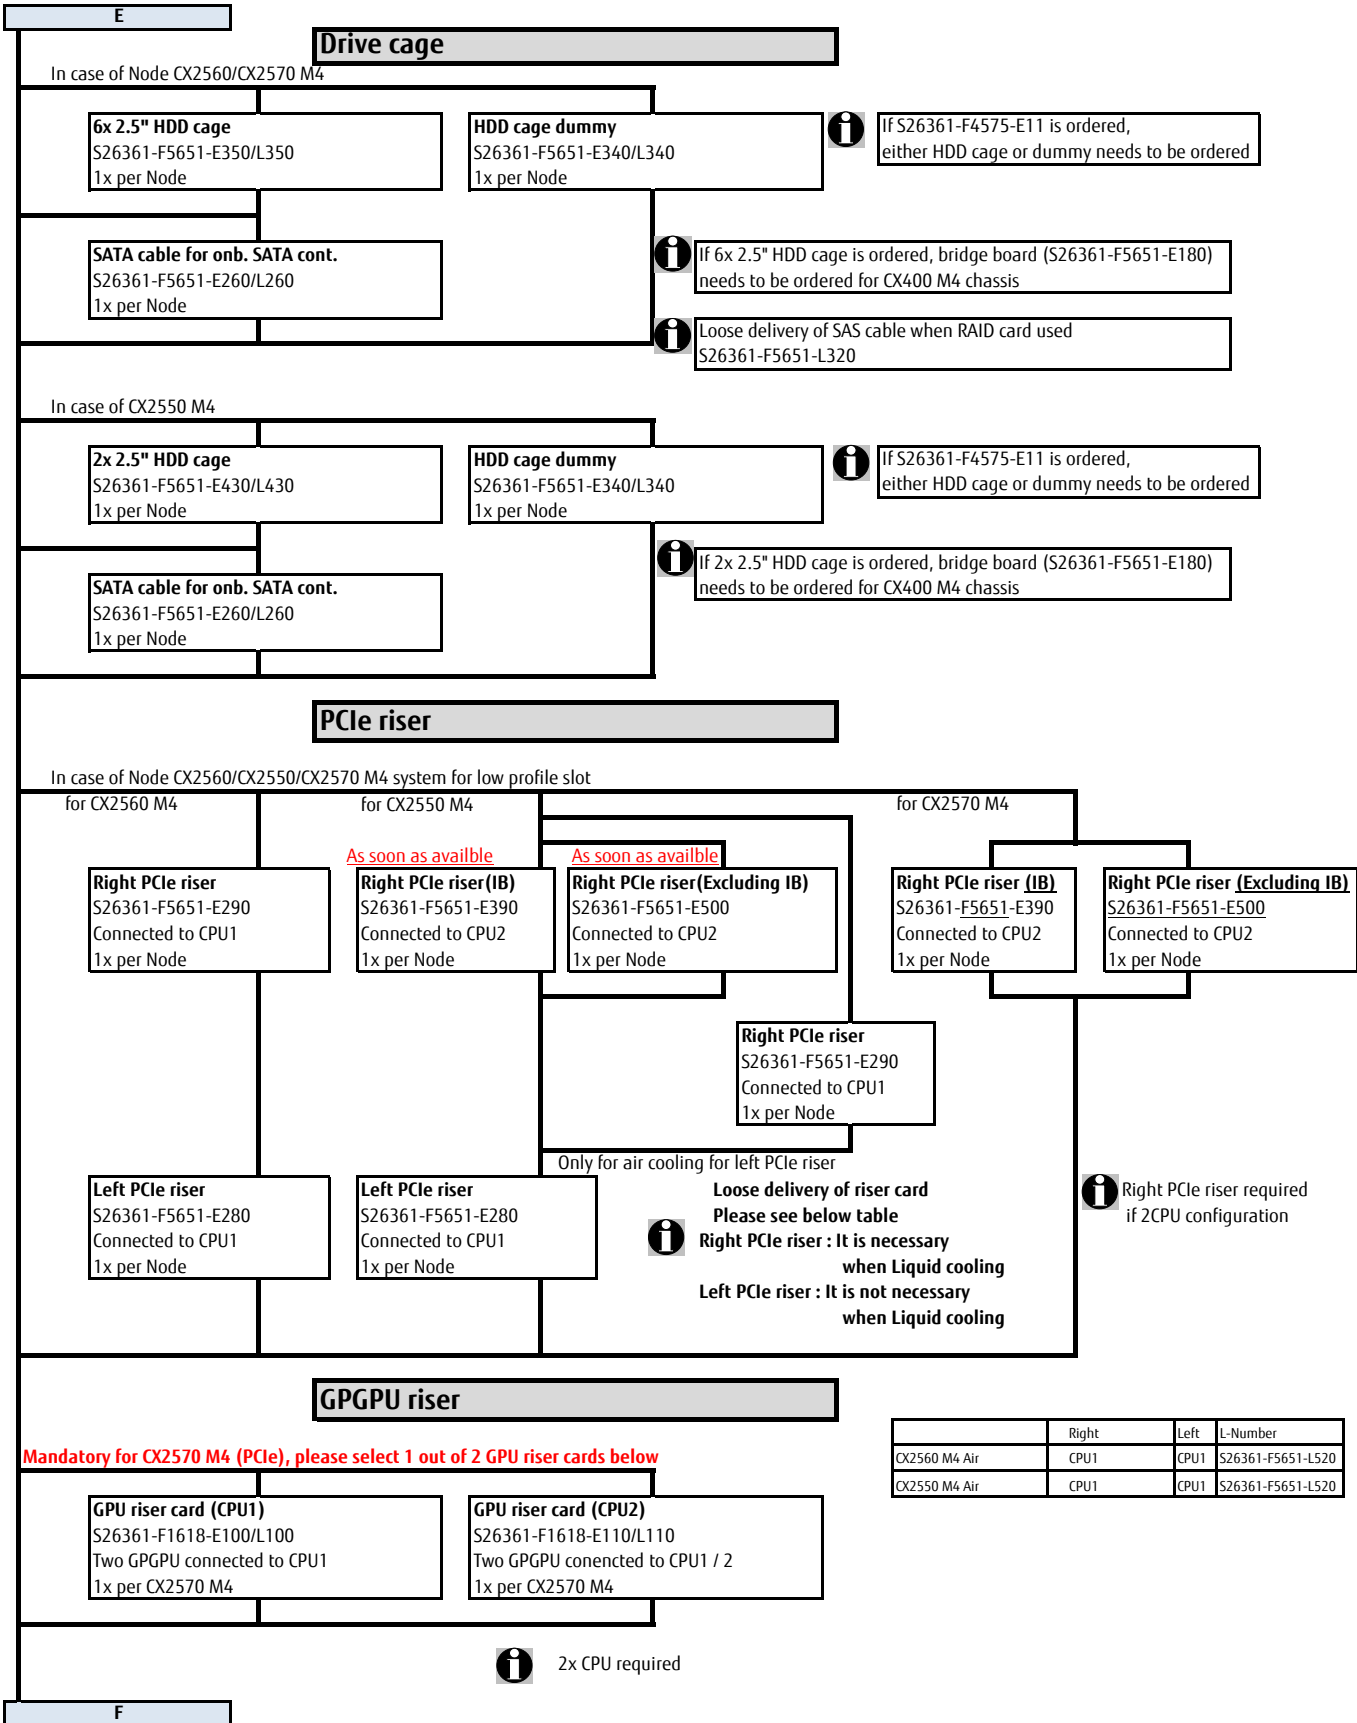 E
Drive cage
In case of Node CX2560/CX2570 M4
6x 2.5" HDD cage
S26361-F5651-E350/L350
1x per Node
HDD cage dummy
S26361-F5651-E340/L340
1x per Node
If S26361-F4575-E11 is ordered,
either HDD cage or dummy needs to be ordered
SATA cable for onb. SATA cont.
S26361-F5651-E260/L260
1x per Node
If 6x 2.5" HDD cage is ordered, bridge board (S26361-F5651-E180)
needs to be ordered for CX400 M4 chassis
Loose delivery of SAS cable when RAID card used
S26361-F5651-L320
In case of CX2550 M4
2x 2.5" HDD cage
S26361-F5651-E430/L430
1x per Node
HDD cage dummy
S26361-F5651-E340/L340
1x per Node
If S26361-F4575-E11 is ordered,
either HDD cage or dummy needs to be ordered
SATA cable for onb. SATA cont.
S26361-F5651-E260/L260
1x per Node
If 2x 2.5" HDD cage is ordered, bridge board (S26361-F5651-E180)
needs to be ordered for CX400 M4 chassis
PCIe riser
In case of Node CX2560/CX2550/CX2570 M4 system for low profile slot
for CX2560 M4
for CX2550 M4
for CX2570 M4
As soon as availble
As soon as availble
Right PCIe riser
S26361-F5651-E290
Connected to CPU1
1x per Node
Right PCIe riser(IB)
S26361-F5651-E390
Connected to CPU2
1x per Node
Right PCIe riser(Excluding IB)
S26361-F5651-E500
Connected to CPU2
1x per Node
Right PCIe riser (IB)
S26361-F5651-E390
Connected to CPU2
1x per Node
Right PCIe riser (Excluding IB)
S26361-F5651-E500
Connected to CPU2
1x per Node
Right PCIe riser
S26361-F5651-E290
Connected to CPU1
1x per Node
Only for air cooling for left PCIe riser
Left PCIe riser
S26361-F5651-E280
Connected to CPU1
1x per Node
Left PCIe riser
S26361-F5651-E280
Connected to CPU1
1x per Node
Loose delivery of riser card
Please see below table
Right PCIe riser : It is necessary
when Liquid cooling
Left PCIe riser : It is not necessary
when Liquid cooling
Right PCIe riser required
if 2CPU configuration
GPGPU riser
Mandatory for CX2570 M4 (PCIe), please select 1 out of 2 GPU riser cards below
Right Left L-Number
CX2560 M4 Air CPU1 CPU1 S26361-F5651-L520
CX2550 M4 Air CPU1 CPU1 S26361-F5651-L520
GPU riser card (CPU1)
S26361-F1618-E100/L100
Two GPGPU connected to CPU1
1x per CX2570 M4
GPU riser card (CPU2)
S26361-F1618-E110/L110
Two GPGPU conencted to CPU1 / 2
1x per CX2570 M4
2x CPU required
F